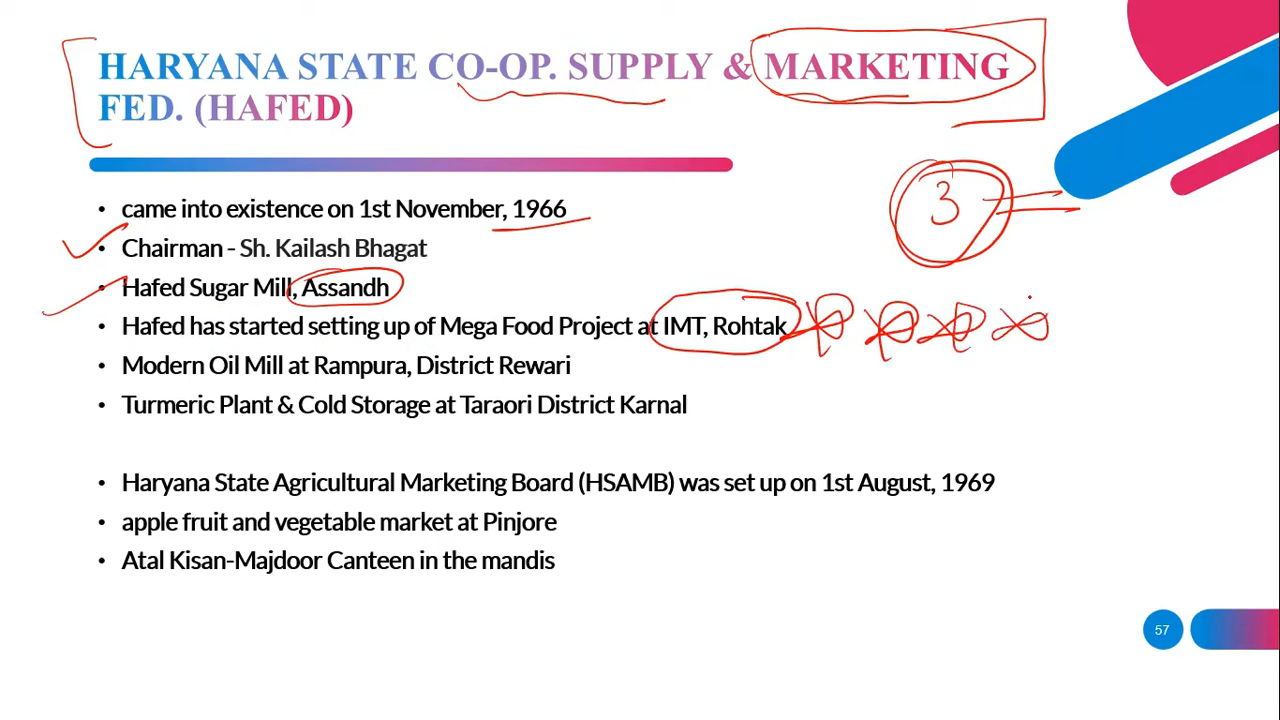 HARYANA STATE CO-OP. SUPPLY & MARKETING
FED. (HAFED)
3
• came into existence on 1st November, 1966
• Chairman - Sh. Kailash Bhagat
• Hafed Sugar Mill, Assandh
• Hafed has started setting up of Mega Food Project at IMT, Rohtak
• Modern Oil Mill at Rampura, District Rewari
• Turmeric Plant & Cold Storage at Taraori District Karnal
• Haryana State Agricultural Marketing Board (HSAMB) was set up on 1st August, 1969
• apple fruit and vegetable market at Pinjore
• Atal Kisan-Majdoor Canteen in the mandis
57